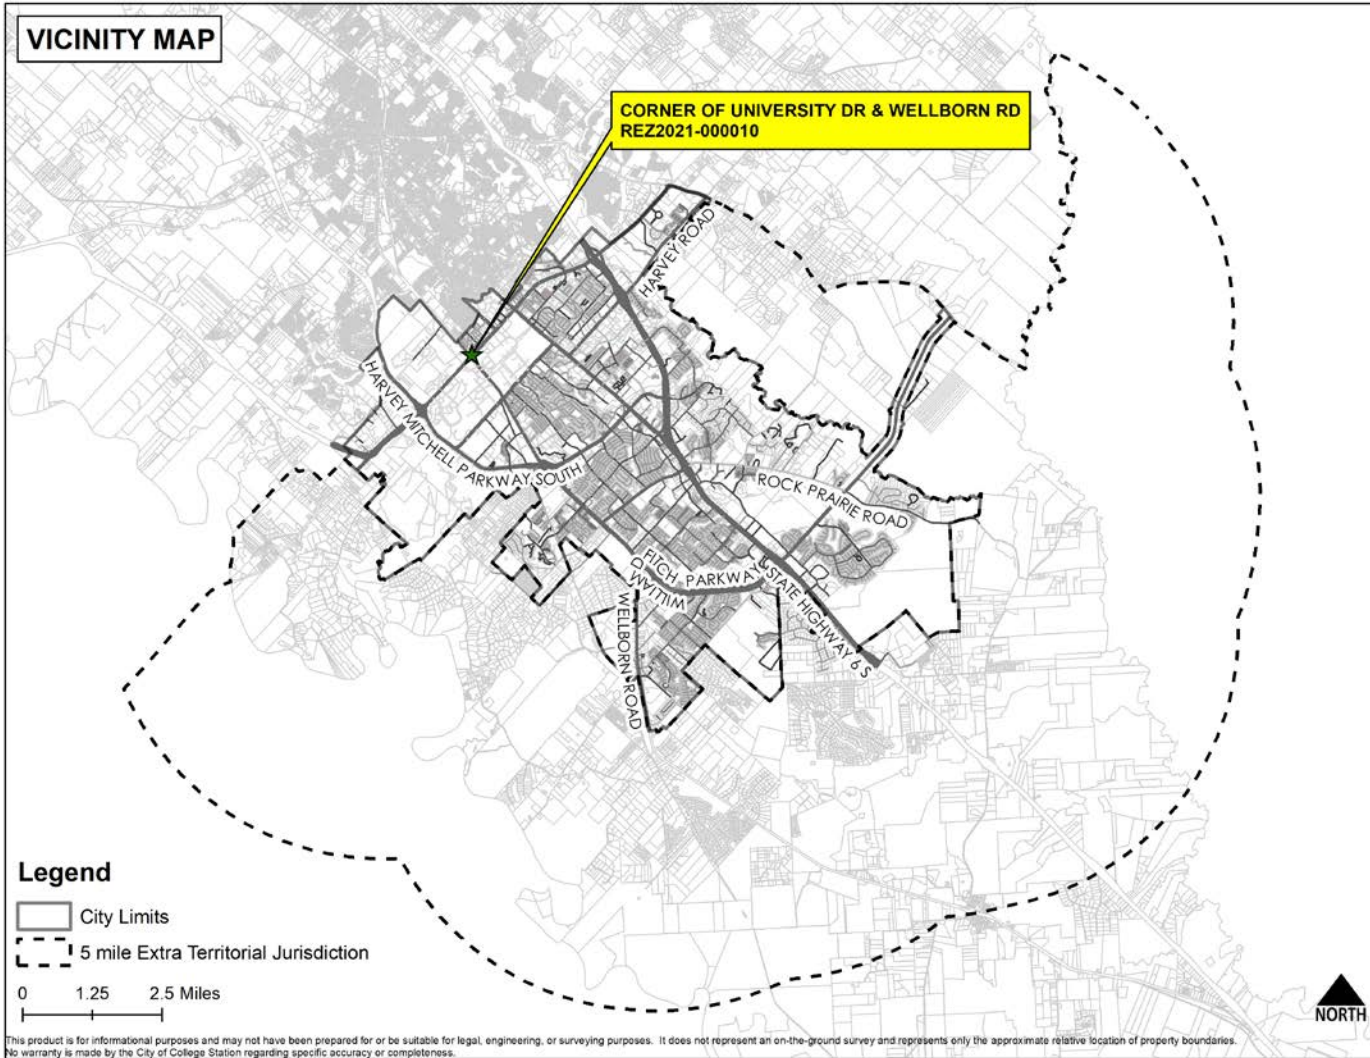 VICINITY MAP
CORNER OF UNIVERSITY DR & WELLBORN RD
REZ2021-000010
HARVEY ROAD
HARVEY MITCHELL PARKWAY SOUTH
ROCK PRAIRIE ROAD
WILLIAM D
FITCH PARKWAY
STATE HIGHWAY 6 S
WELLBORN ROAD
Legend
City Limits
5 mile Extra Territorial Jurisdiction
0 1.25 2.5 Miles
NORTH
This product is for informational purposes and may not have been prepared for or be suitable for legal, engineering, or surveying purposes. It does not represent an on-the-ground survey and represents only the approximate relative location of property boundaries.
No warranty is made by the City of College Station regarding specific accuracy or completeness.